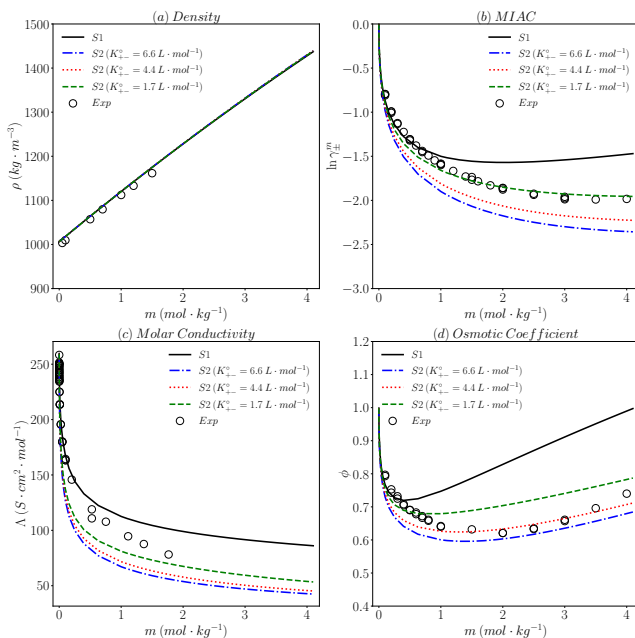 (a) Density
S1
S2 (K°₊₋ = 6.6 L · mol⁻¹)
S2 (K°₊₋ = 4.4 L · mol⁻¹)
S2 (K°₊₋ = 1.7 L · mol⁻¹)
Exp
1500
1400
1300
1200
1100
1000
900
ρ (kg · m⁻³)
0
1
2
3
4
m (mol · kg⁻¹)
(b) MIAC
S1
S2 (K°₊₋ = 6.6 L · mol⁻¹)
S2 (K°₊₋ = 4.4 L · mol⁻¹)
S2 (K°₊₋ = 1.7 L · mol⁻¹)
Exp
0.0
−0.5
−1.0
−1.5
−2.0
−2.5
−3.0
ln γ±ᵐ
0
1
2
3
4
m (mol · kg⁻¹)
(c) Molar Conductivity
S1
S2 (K°₊₋ = 6.6 L · mol⁻¹)
S2 (K°₊₋ = 4.4 L · mol⁻¹)
S2 (K°₊₋ = 1.7 L · mol⁻¹)
Exp
250
200
150
100
50
Λ (S · cm² · mol⁻¹)
0
1
2
3
4
m (mol · kg⁻¹)
(d) Osmotic Coefficient
S1
S2 (K°₊₋ = 6.6 L · mol⁻¹)
S2 (K°₊₋ = 4.4 L · mol⁻¹)
S2 (K°₊₋ = 1.7 L · mol⁻¹)
Exp
1.2
1.1
1.0
0.9
0.8
0.7
0.6
0.5
0.4
ϕ
0
1
2
3
4
m (mol · kg⁻¹)